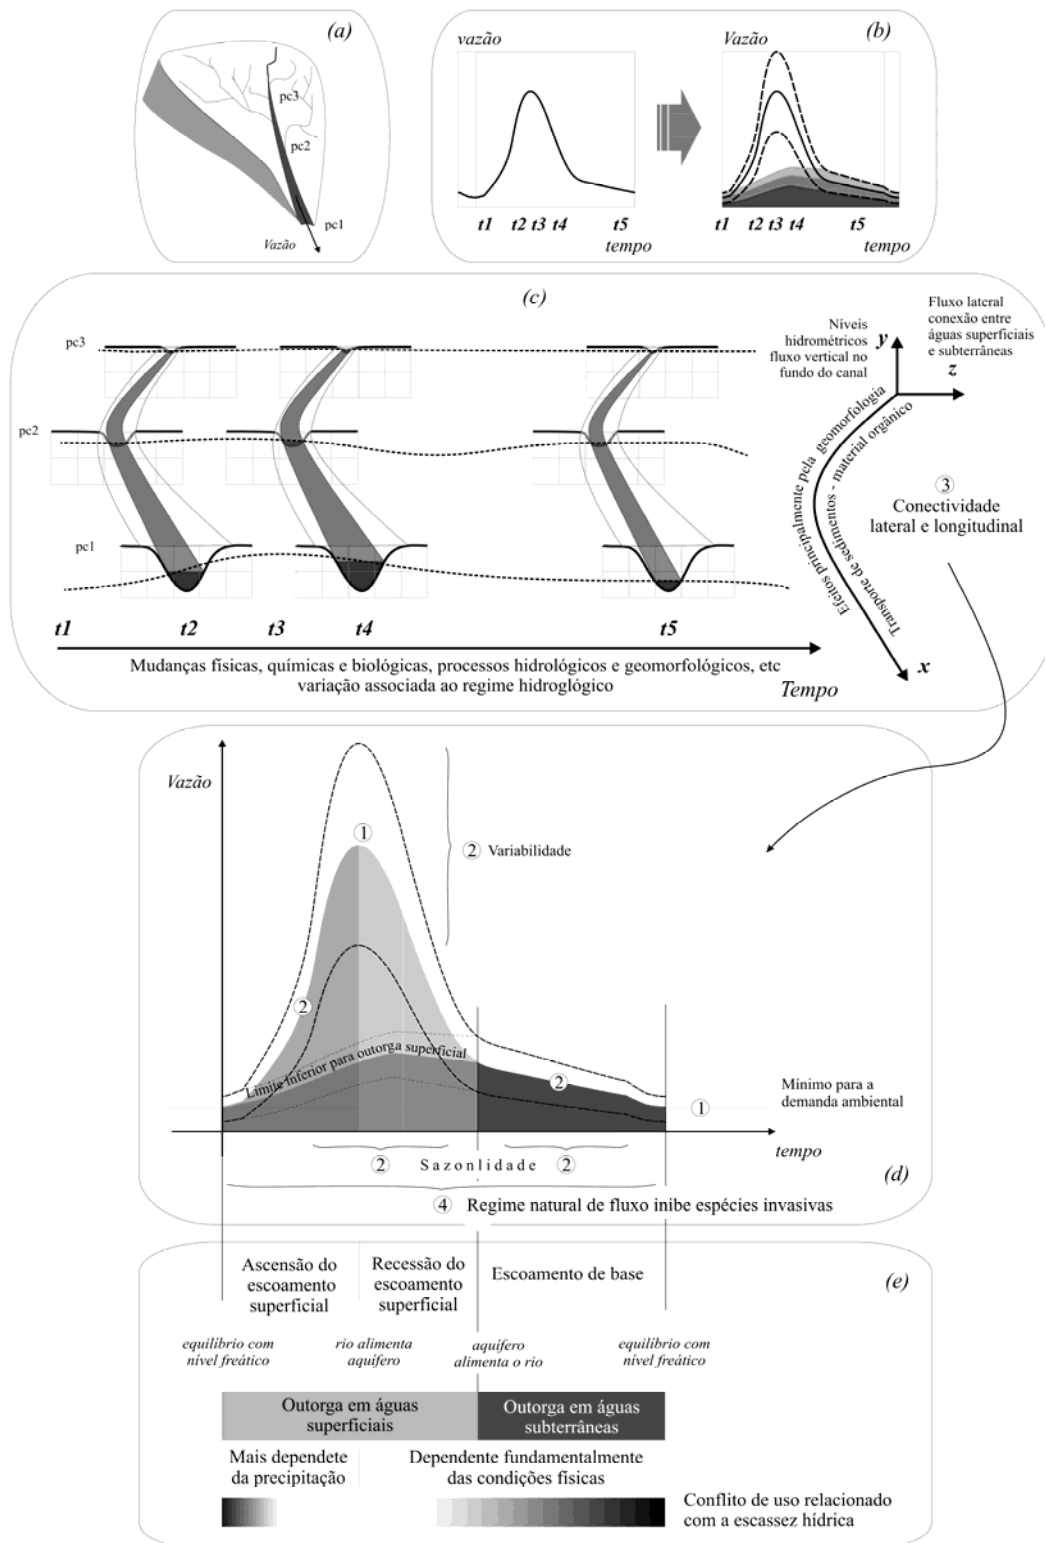 (a)
pc3
pc2
pc1
Vazão
(b)
vazão
t1 t2 t3 t4 t5
tempo
Vazão
t1 t2 t3 t4 t5
tempo
(c)
pc3
pc2
pc1
t1 t2 t3 t4 t5
Mudanças físicas, químicas e biológicas, processos hidrológicos e geomorfológicos, etc
variação associada ao regime hidroglógico
Tempo
Níveis
hidrométricos
fluxo vertical no
fundo do canal
y
Fluxo lateral
conexão entre
águas superficiais
e subterrâneas
z
Efeitos principalmente pela geomorfologia
Transporte de sedimentos - material orgânico
x
3
Conectividade
lateral e longitudinal
Vazão
1
2 Variabilidade
2
Limite inferior para outorga superficial
2
1
Mínimo para a
demanda ambiental
tempo
2 Sazonlidade 2
(d)
4 Regime natural de fluxo inibe espécies invasivas
(e)
Ascensão do
escoamento
superficial
Recessão do
escoamento
superficial
Escoamento de base
equilíbrio com
nível freático
rio alimenta
aquífero
aquífero
alimenta o rio
equilíbrio com
nível freático
Outorga em águas
superficiais
Outorga em águas
subterrâneas
Mais dependete
da precipitação
Dependente fundamentalmente
das condições físicas
Conflito de uso relacionado
com a escassez hídrica